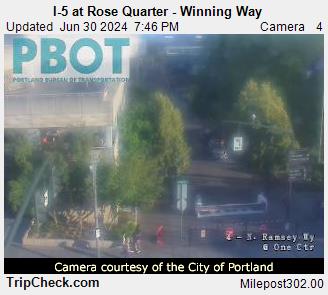 I-5 at Rose Quarter - Winning Way
Updated Jun 30 2024 7:46 PM Camera 4
PBOT
PORTLAND BUREAU OF TRANSPORTATION
4 - N. Ramsey Wy
@ One Ctr
Camera courtesy of the City of Portland
TripCheck.com Milepost302.00